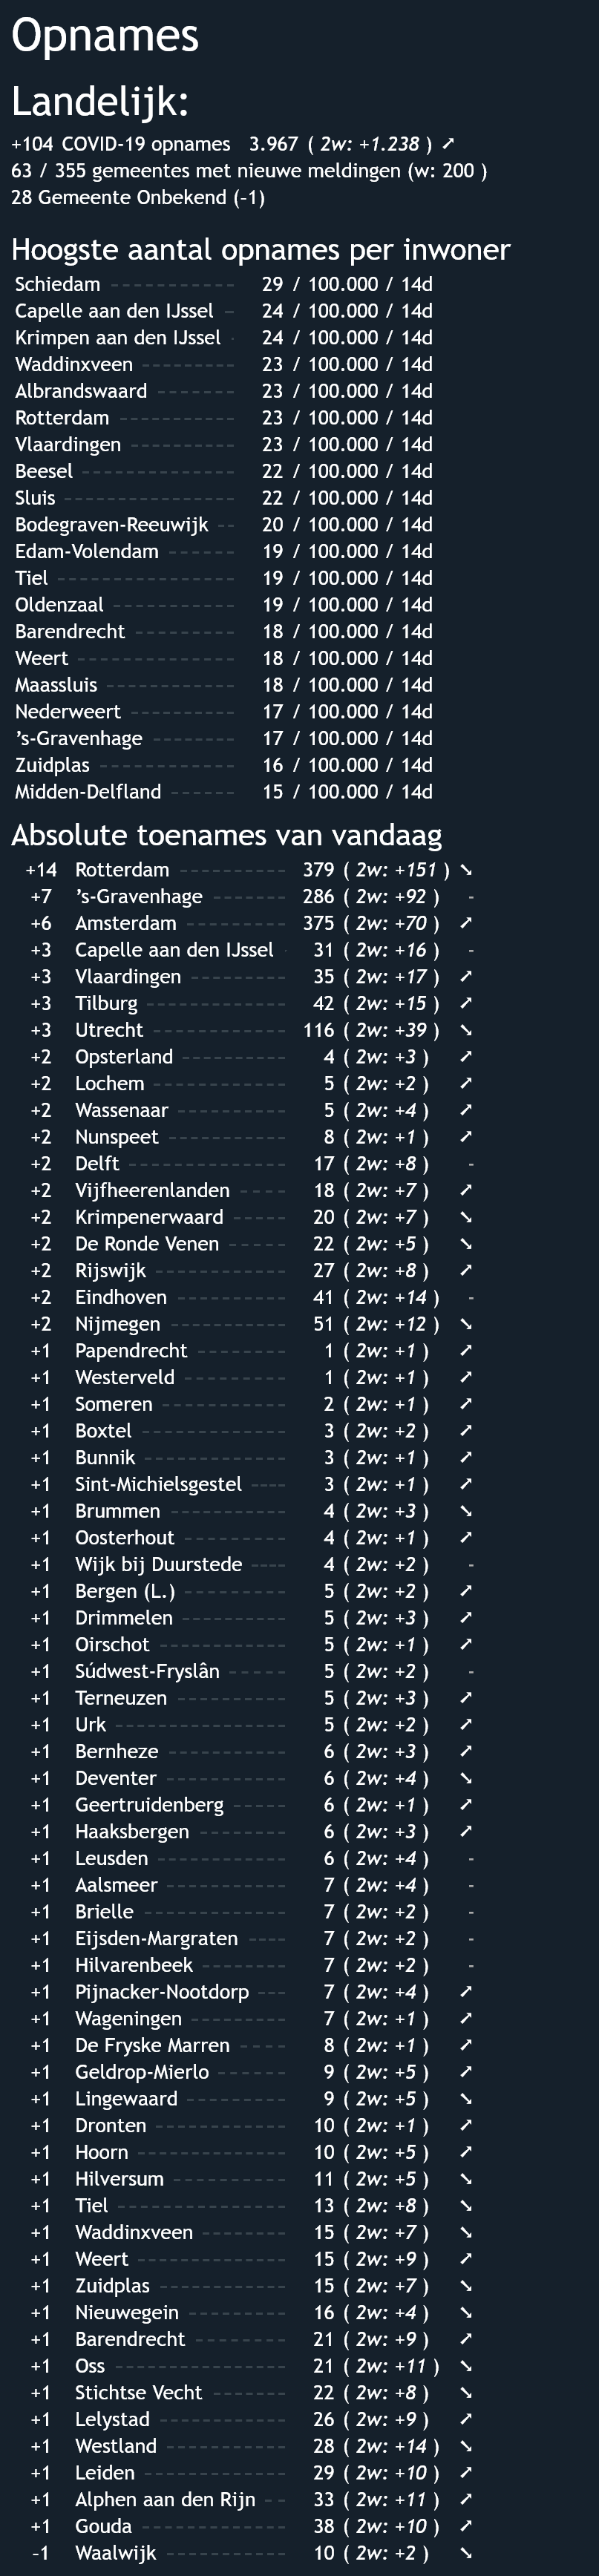 Opnames
Landelijk:
+104 COVID-19 opnames 3.967 ( 2w: +1.238 ) ➚
63 / 355 gemeentes met nieuwe meldingen (w: 200 )
28 Gemeente Onbekend (-1)
Hoogste aantal opnames per inwoner
Schiedam ----------- 29 / 100.000 / 14d
Capelle aan den IJssel - 24 / 100.000 / 14d
Krimpen aan den IJssel - 24 / 100.000 / 14d
Waddinxveen -------- 23 / 100.000 / 14d
Albrandswaard ------ 23 / 100.000 / 14d
Rotterdam ---------- 23 / 100.000 / 14d
Vlaardingen --------- 23 / 100.000 / 14d
Beesel ------------- 22 / 100.000 / 14d
Sluis --------------- 22 / 100.000 / 14d
Bodegraven-Reeuwijk -- 20 / 100.000 / 14d
Edam-Volendam ------ 19 / 100.000 / 14d
Tiel ---------------- 19 / 100.000 / 14d
Oldenzaal ----------- 19 / 100.000 / 14d
Barendrecht --------- 18 / 100.000 / 14d
Weert -------------- 18 / 100.000 / 14d
Maassluis ----------- 18 / 100.000 / 14d
Nederweert --------- 17 / 100.000 / 14d
's-Gravenhage ------- 17 / 100.000 / 14d
Zuidplas ------------ 16 / 100.000 / 14d
Midden-Delfland ------ 15 / 100.000 / 14d
Absolute toenames van vandaag
+14 Rotterdam ---------- 379 ( 2w: +151 ) ➘
+7 's-Gravenhage ------- 286 ( 2w: +92 ) -
+6 Amsterdam --------- 375 ( 2w: +70 ) ➚
+3 Capelle aan den IJssel - 31 ( 2w: +16 ) -
+3 Vlaardingen --------- 35 ( 2w: +17 ) ➚
+3 Tilburg ------------ 42 ( 2w: +15 ) ➚
+3 Utrecht ------------ 116 ( 2w: +39 ) ➘
+2 Opsterland --------- 4 ( 2w: +3 ) ➚
+2 Lochem ------------ 5 ( 2w: +2 ) ➚
+2 Wassenaar ---------- 5 ( 2w: +4 ) ➚
+2 Nunspeet ----------- 8 ( 2w: +1 ) ➚
+2 Delft -------------- 17 ( 2w: +8 ) -
+2 Vijfheerenlanden ---- 18 ( 2w: +7 ) ➚
+2 Krimpenerwaard ----- 20 ( 2w: +7 ) ➘
+2 De Ronde Venen ----- 22 ( 2w: +5 ) ➘
+2 Rijswijk ----------- 27 ( 2w: +8 ) ➚
+2 Eindhoven ---------- 41 ( 2w: +14 ) -
+2 Nijmegen ----------- 51 ( 2w: +12 ) ➘
+1 Papendrecht -------- 1 ( 2w: +1 ) ➚
+1 Westerveld --------- 1 ( 2w: +1 ) ➚
+1 Someren ----------- 2 ( 2w: +1 ) ➚
+1 Boxtel ------------- 3 ( 2w: +2 ) ➚
+1 Bunnik ------------ 3 ( 2w: +1 ) ➚
+1 Sint-Michielsgestel ---- 3 ( 2w: +1 ) ➚
+1 Brummen ---------- 4 ( 2w: +3 ) ➘
+1 Oosterhout --------- 4 ( 2w: +1 ) ➚
+1 Wijk bij Duurstede ---- 4 ( 2w: +2 ) -
+1 Bergen (L.) --------- 5 ( 2w: +2 ) ➚
+1 Drimmelen --------- 5 ( 2w: +3 ) ➚
+1 Oirschot ----------- 5 ( 2w: +1 ) ➚
+1 Súdwest-Fryslân ----- 5 ( 2w: +2 ) -
+1 Terneuzen ---------- 5 ( 2w: +3 ) ➚
+1 Urk --------------- 5 ( 2w: +2 ) ➚
+1 Bernheze ---------- 6 ( 2w: +3 ) ➚
+1 Deventer ----------- 6 ( 2w: +4 ) ➘
+1 Geertruidenberg ----- 6 ( 2w: +1 ) ➚
+1 Haaksbergen -------- 6 ( 2w: +3 ) ➚
+1 Leusden ----------- 6 ( 2w: +4 ) -
+1 Aalsmeer ---------- 7 ( 2w: +4 ) -
+1 Brielle ------------ 7 ( 2w: +2 ) -
+1 Eijsden-Margraten ---- 7 ( 2w: +2 ) -
+1 Hilvarenbeek -------- 7 ( 2w: +2 ) -
+1 Pijnacker-Nootdorp --- 7 ( 2w: +4 ) ➚
+1 Wageningen --------- 7 ( 2w: +1 ) ➚
+1 De Fryske Marren ---- 8 ( 2w: +1 ) ➚
+1 Geldrop-Mierlo ------ 9 ( 2w: +5 ) ➚
+1 Lingewaard --------- 9 ( 2w: +5 ) ➘
+1 Dronten ----------- 10 ( 2w: +1 ) ➚
+1 Hoorn ------------- 10 ( 2w: +5 ) ➚
+1 Hilversum ---------- 11 ( 2w: +5 ) ➘
+1 Tiel --------------- 13 ( 2w: +8 ) ➘
+1 Waddinxveen ------- 15 ( 2w: +7 ) ➘
+1 Weert ------------- 15 ( 2w: +9 ) ➚
+1 Zuidplas ----------- 15 ( 2w: +7 ) ➘
+1 Nieuwegein --------- 16 ( 2w: +4 ) ➘
+1 Barendrecht -------- 21 ( 2w: +9 ) ➚
+1 Oss --------------- 21 ( 2w: +11 ) ➘
+1 Stichtse Vecht ------- 22 ( 2w: +8 ) ➘
+1 Lelystad ----------- 26 ( 2w: +9 ) ➚
+1 Westland ----------- 28 ( 2w: +14 ) ➘
+1 Leiden ------------ 29 ( 2w: +10 ) ➚
+1 Alphen aan den Rijn -- 33 ( 2w: +11 ) ➚
+1 Gouda ------------- 38 ( 2w: +10 ) ➚
-1 Waalwijk ----------- 10 ( 2w: +2 ) ➘